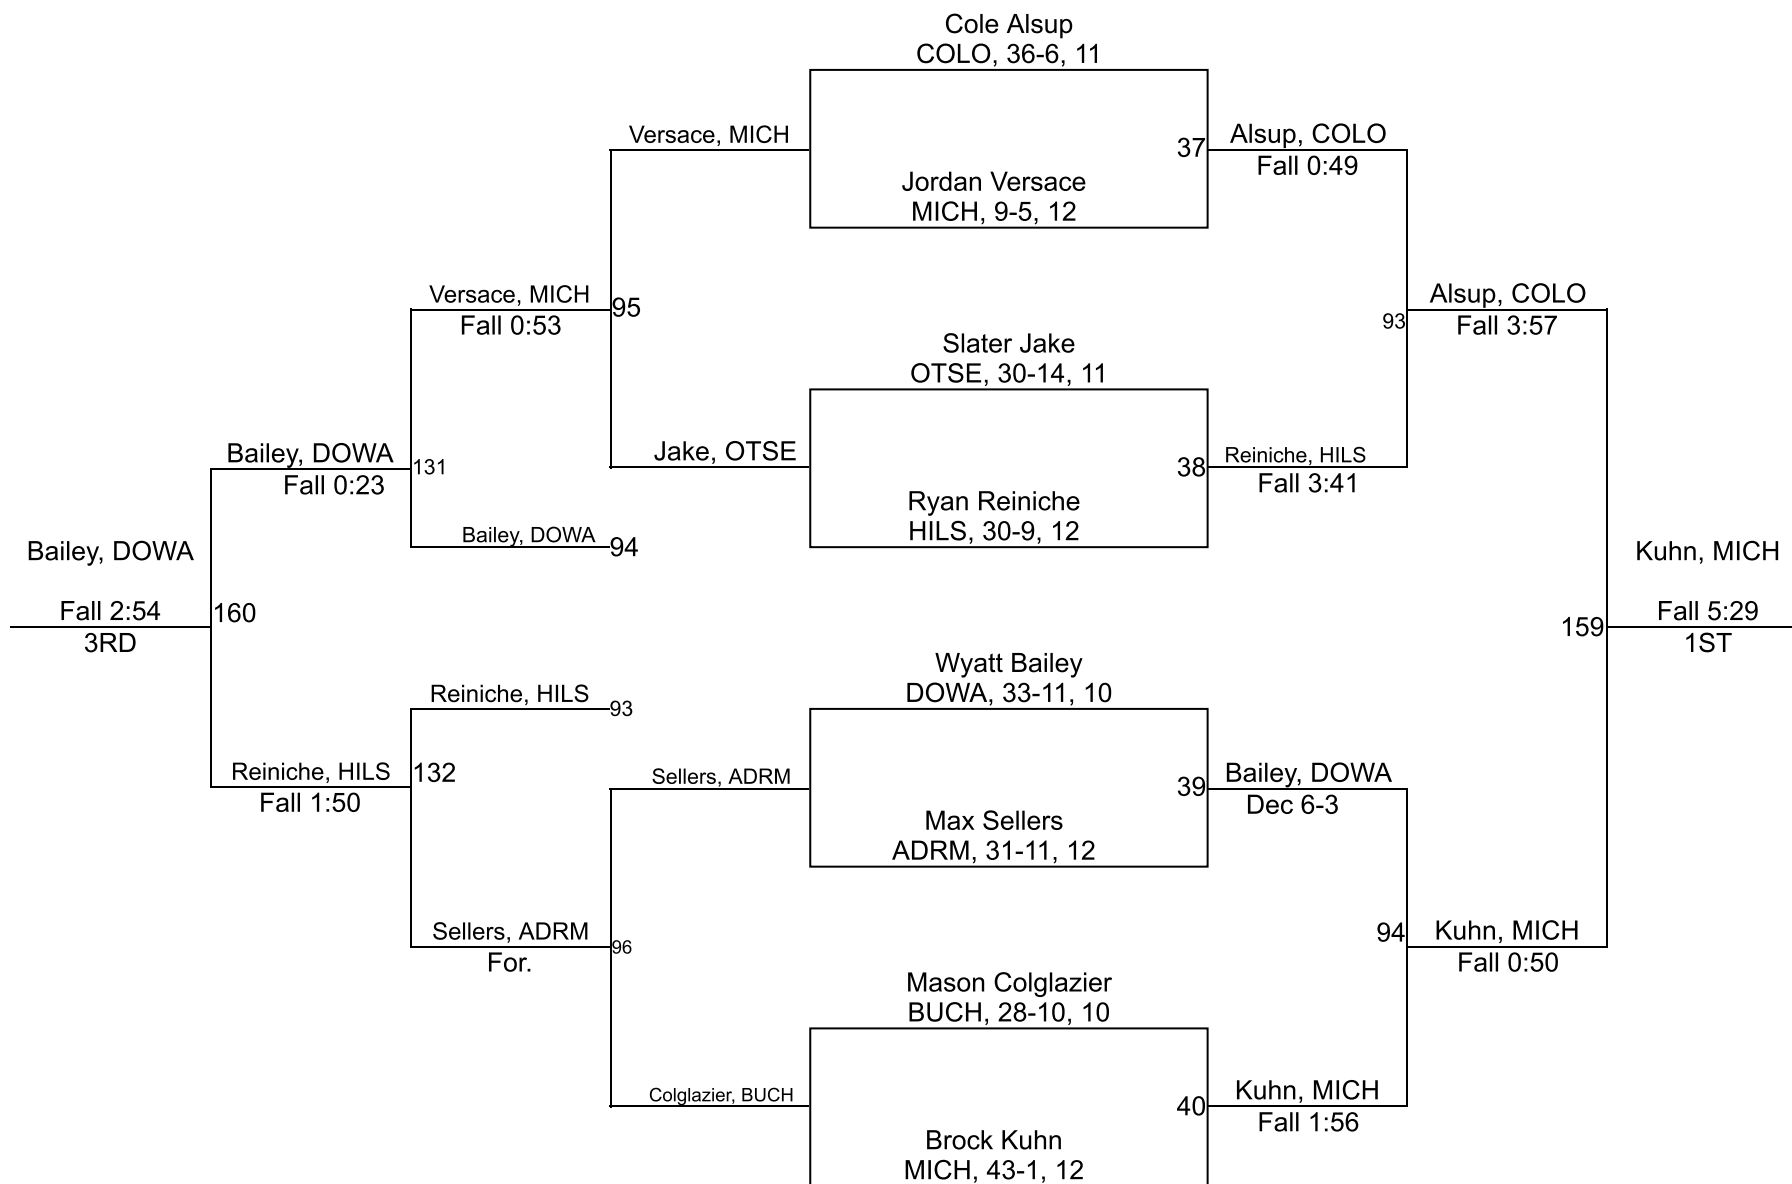 Cole Alsup
COLO, 36-6, 11
Versace, MICH
37
Alsup, COLO
Fall 0:49
Jordan Versace
MICH, 9-5, 12
Versace, MICH
Fall 0:53
95
93
Alsup, COLO
Fall 3:57
Slater Jake
OTSE, 30-14, 11
Bailey, DOWA
Fall 0:23
131
Jake, OTSE
38
Reiniche, HILS
Fall 3:41
Ryan Reiniche
HILS, 30-9, 12
Bailey, DOWA
94
Bailey, DOWA
Fall 2:54
3RD
160
159
Kuhn, MICH
Fall 5:29
1ST
Wyatt Bailey
DOWA, 33-11, 10
Reiniche, HILS
93
Reiniche, HILS
Fall 1:50
132
Sellers, ADRM
39
Bailey, DOWA
Dec 6-3
Max Sellers
ADRM, 31-11, 12
Sellers, ADRM
For.
96
94
Kuhn, MICH
Fall 0:50
Mason Colglazier
BUCH, 28-10, 10
Colglazier, BUCH
40
Kuhn, MICH
Fall 1:56
Brock Kuhn
MICH, 43-1, 12